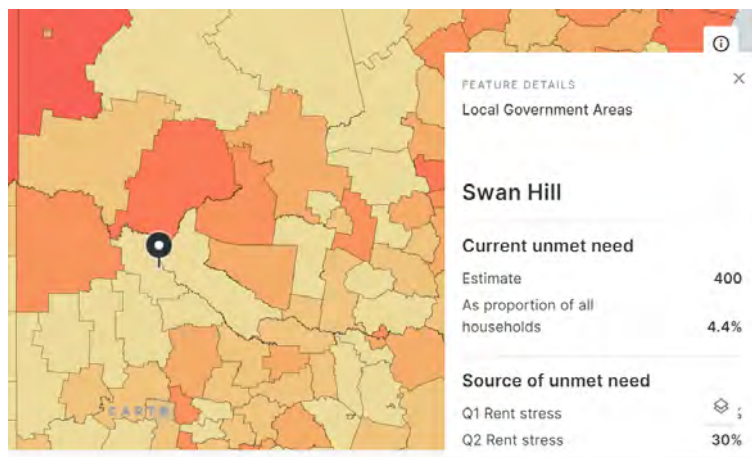 FEATURE DETAILS
Local Government Areas
Swan Hill
Current unmet need
Estimate 400
As proportion of all
households 4.4%
Source of unmet need
Q1 Rent stress
Q2 Rent stress 30%
CARTO